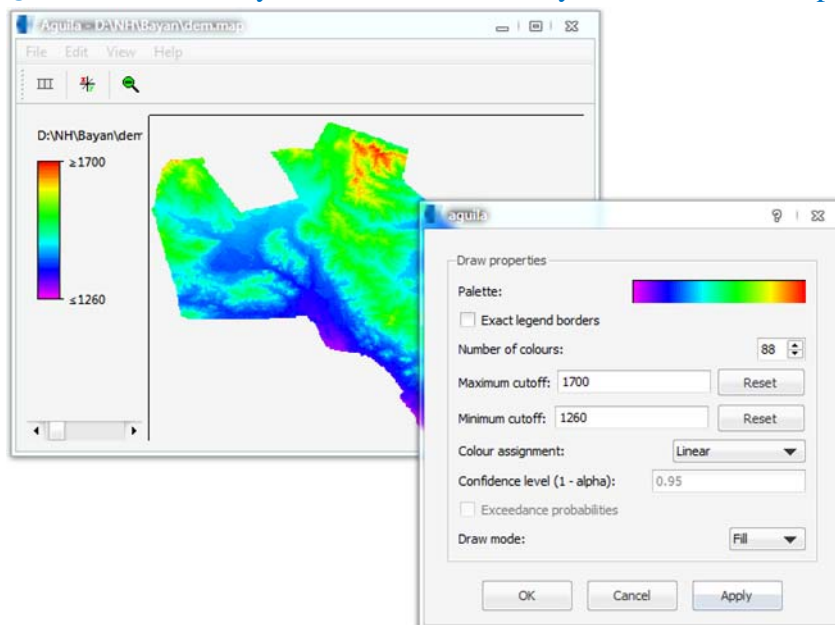 Aguila - D:\NH\Bayan\dem.map
File Edit View Help
D:\NH\Bayan\dem
≥1700
≤1260
aguila
Draw properties
Palette:
Exact legend borders
Number of colours: 88
Maximum cutoff: 1700 Reset
Minimum cutoff: 1260 Reset
Colour assignment: Linear
Confidence level (1 - alpha): 0.95
Exceedance probabilities
Draw mode: Fill
OK Cancel Apply